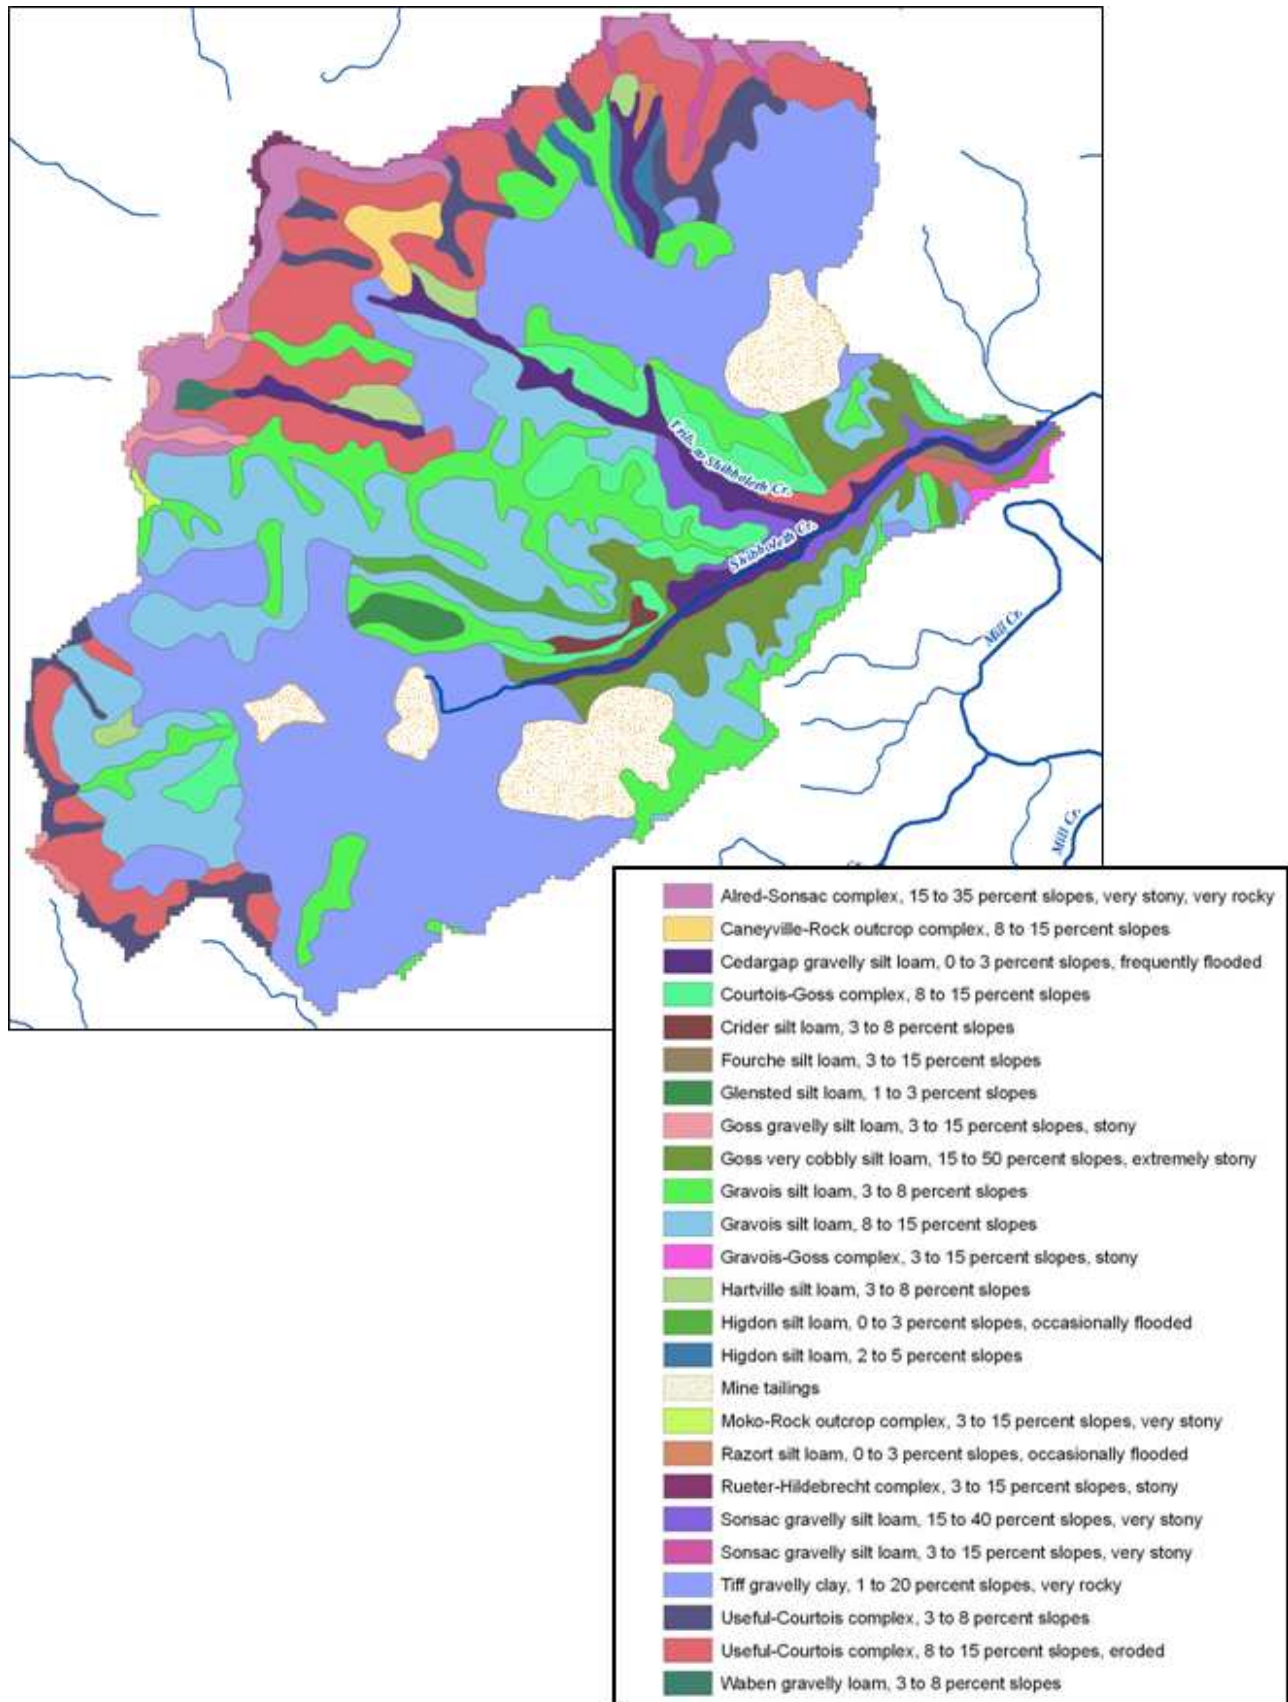 Shibboleth Cr.
Shibboleth Cr.
Mill Cr.
Mill Cr.
Cr.
Alred-Sonsac complex, 15 to 35 percent slopes, very stony, very rocky
Caneyville-Rock outcrop complex, 8 to 15 percent slopes
Cedargap gravelly silt loam, 0 to 3 percent slopes, frequently flooded
Courtois-Goss complex, 8 to 15 percent slopes
Crider silt loam, 3 to 8 percent slopes
Fourche silt loam, 3 to 15 percent slopes
Glensted silt loam, 1 to 3 percent slopes
Goss gravelly silt loam, 3 to 15 percent slopes, stony
Goss very cobbly silt loam, 15 to 50 percent slopes, extremely stony
Gravois silt loam, 3 to 8 percent slopes
Gravois silt loam, 8 to 15 percent slopes
Gravois-Goss complex, 3 to 15 percent slopes, stony
Hartville silt loam, 3 to 8 percent slopes
Higdon silt loam, 0 to 3 percent slopes, occasionally flooded
Higdon silt loam, 2 to 5 percent slopes
Mine tailings
Moko-Rock outcrop complex, 3 to 15 percent slopes, very stony
Razort silt loam, 0 to 3 percent slopes, occasionally flooded
Rueter-Hildebrecht complex, 3 to 15 percent slopes, stony
Sonsac gravelly silt loam, 15 to 40 percent slopes, very stony
Sonsac gravelly silt loam, 3 to 15 percent slopes, very stony
Tiff gravelly clay, 1 to 20 percent slopes, very rocky
Useful-Courtois complex, 3 to 8 percent slopes
Useful-Courtois complex, 8 to 15 percent slopes, eroded
Waben gravelly loam, 3 to 8 percent slopes